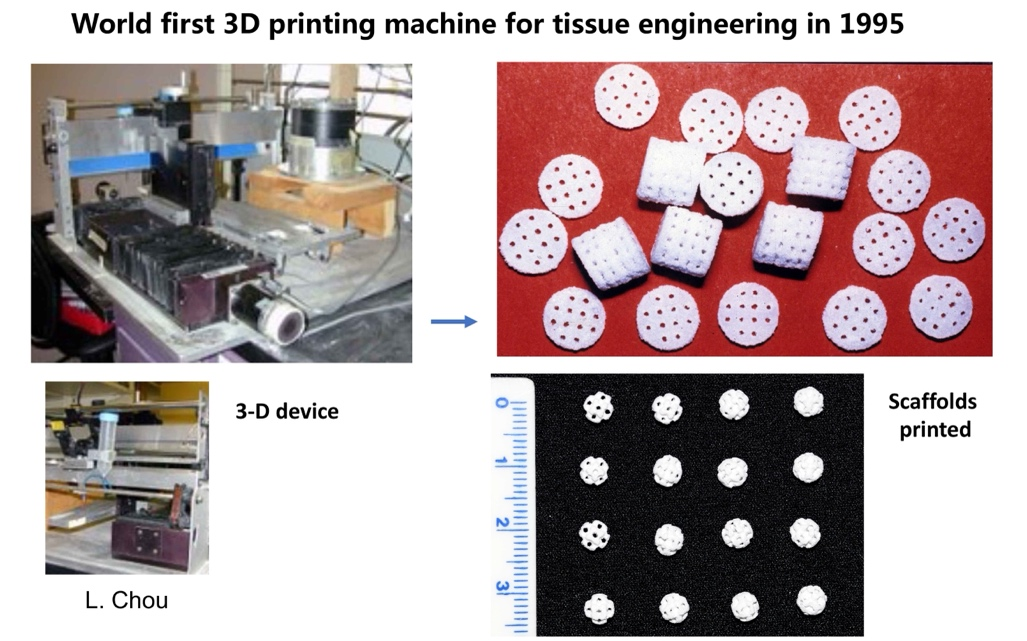 World first 3D printing machine for tissue engineering in 1995
3-D device
L. Chou
0
1
2
3
Scaffolds
printed